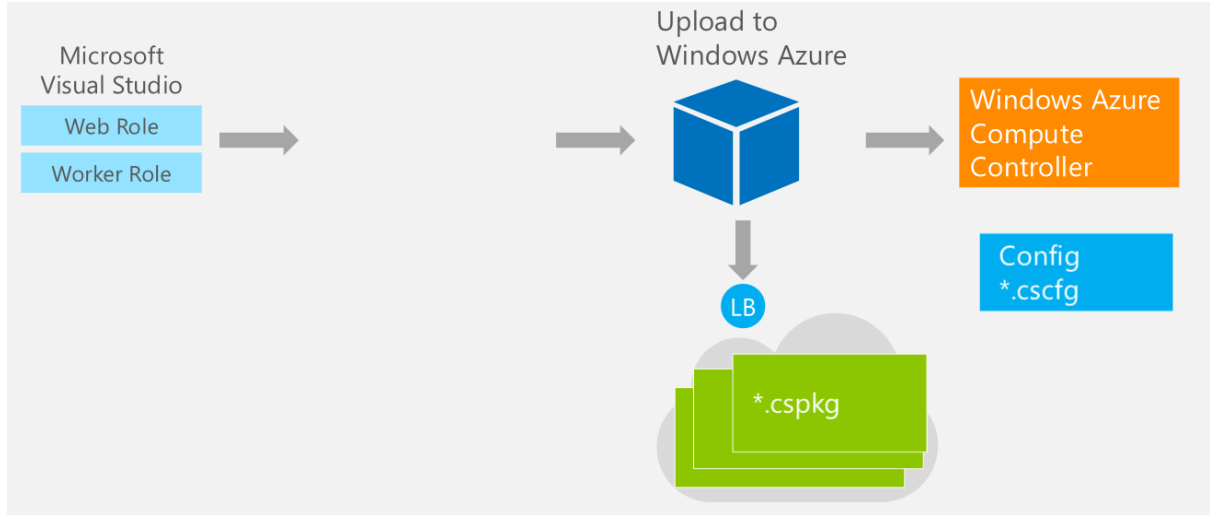 Microsoft
Visual Studio
Web Role
Worker Role
Upload to
Windows Azure
Windows Azure
Compute
Controller
Config
*.cscfg
LB
*.cspkg